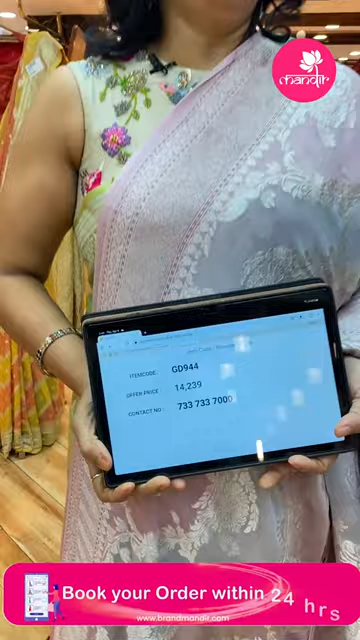 mandir
ITEMCODE: GD944
OFFER PRICE : 14,239
CONTACT NO : 733 733 7000
Book your Order within 24 hrs
www.brandmandir.com